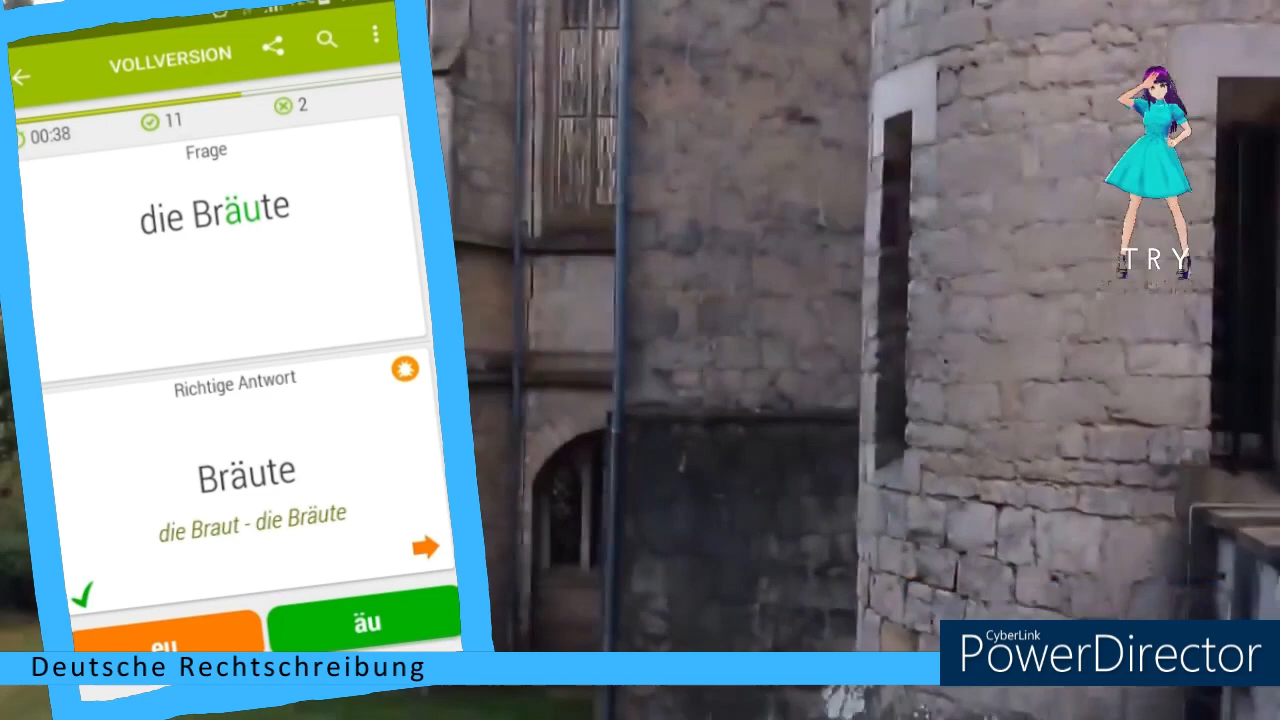 VOLLVERSION
00:38
11
2
Frage
die Bräute
Richtige Antwort
Bräute
die Braut - die Bräute
eu
äu
Deutsche Rechtschreibung
TRY
CyberLink
PowerDirector